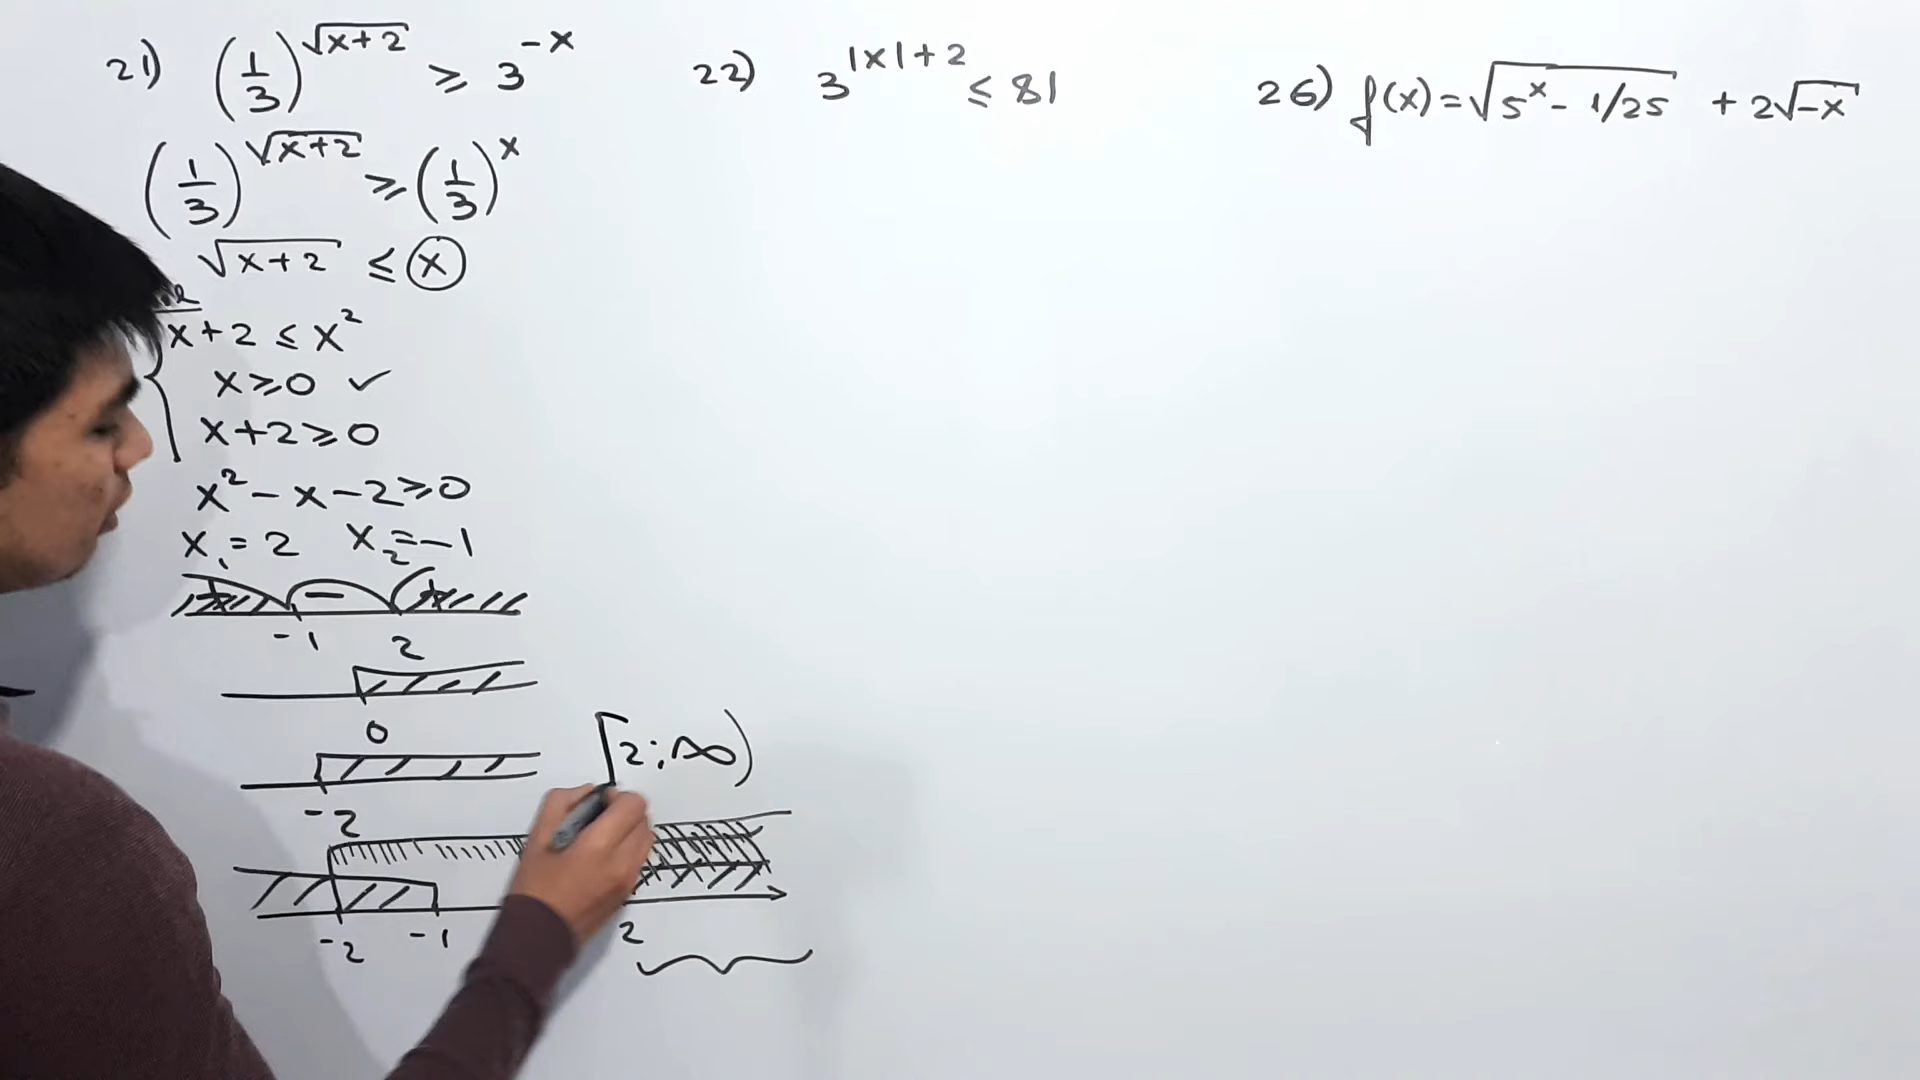 21) (1/3)^√(x+2) ≥ 3^-x
(1/3)^√(x+2) ≥ (1/3)^x
√(x+2) ≤ x
x+2 ≤ x²
x≥0 ✓
x+2≥0
x²-x-2≥0
x₁=2 x₂=-1
+ - +
-1 2
0
-2
[2;∞)
-2 -1 2
22) 3^|x|+2 ≤ 81
26) f(x)=√(5^x - 1/25) + 2√(-x)